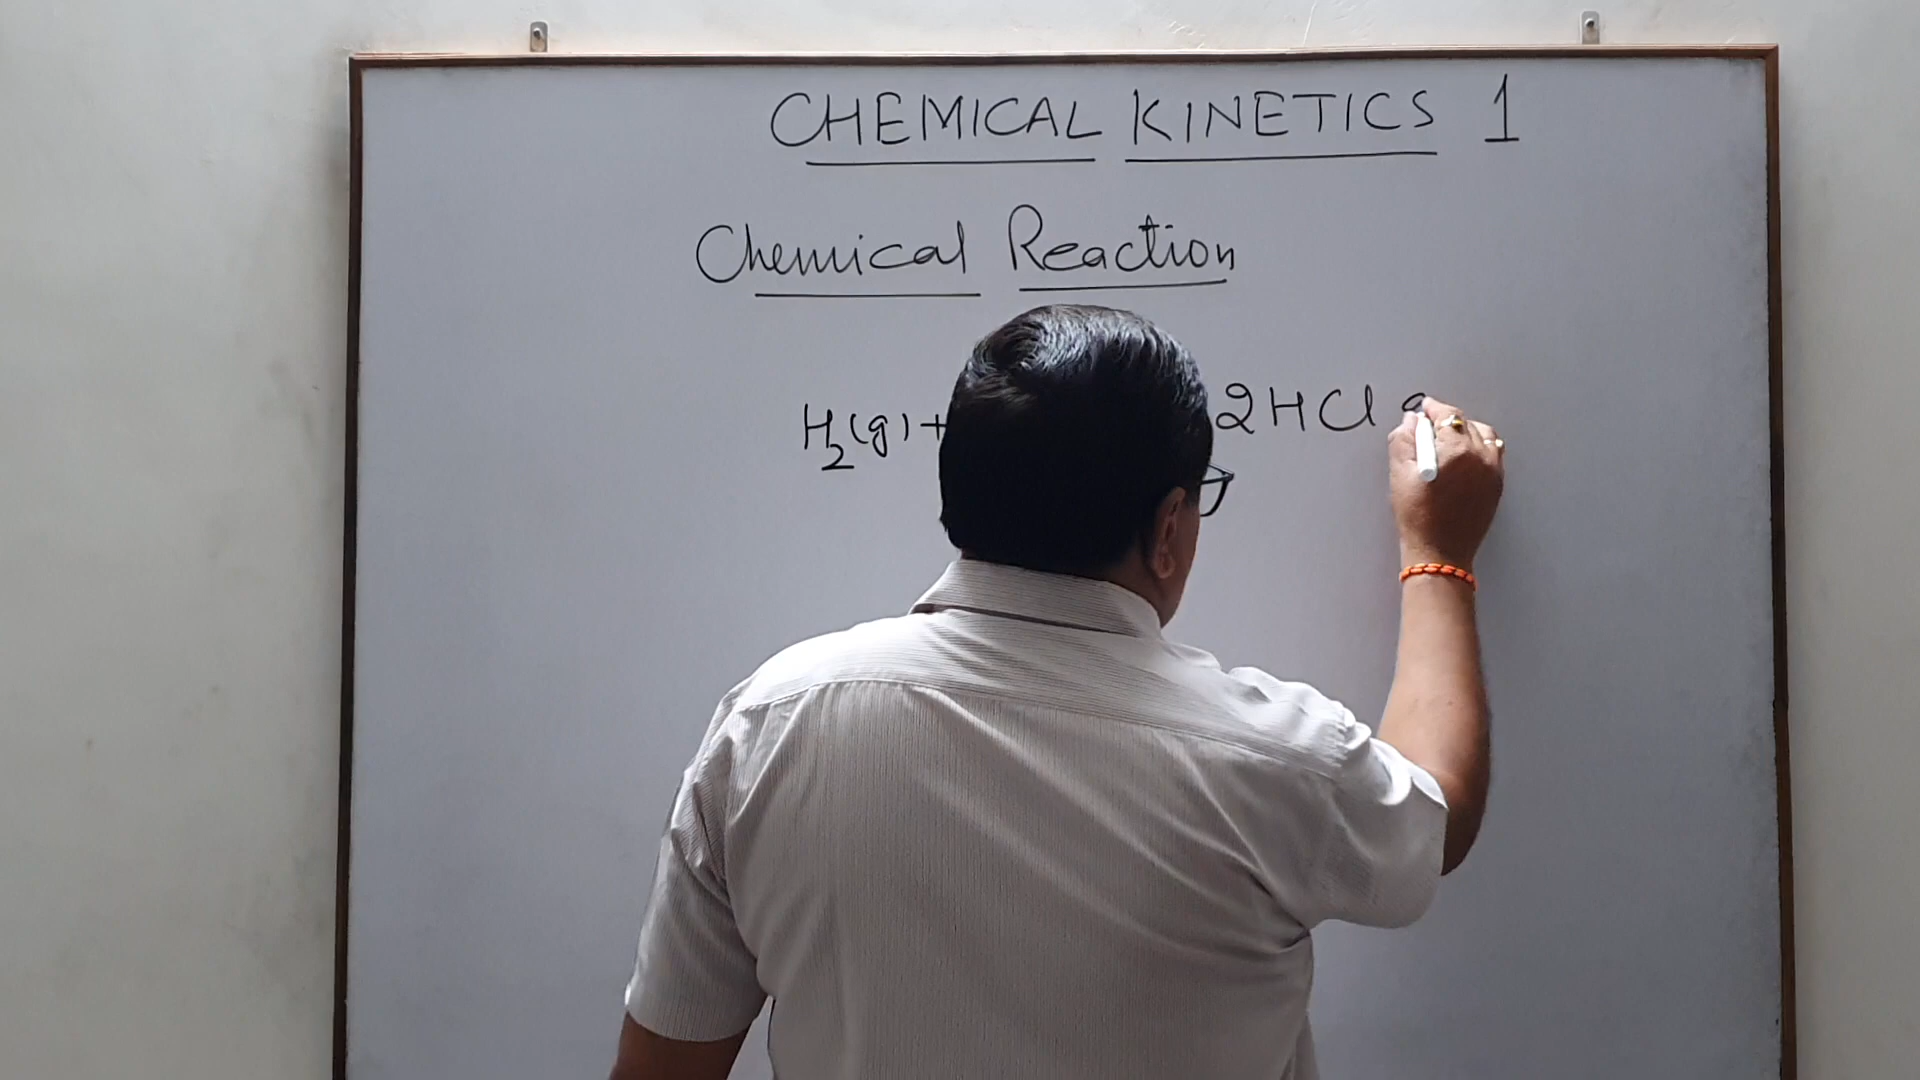 CHEMICAL KINETICS 1
Chemical Reaction
H₂(g) + 2HCl g